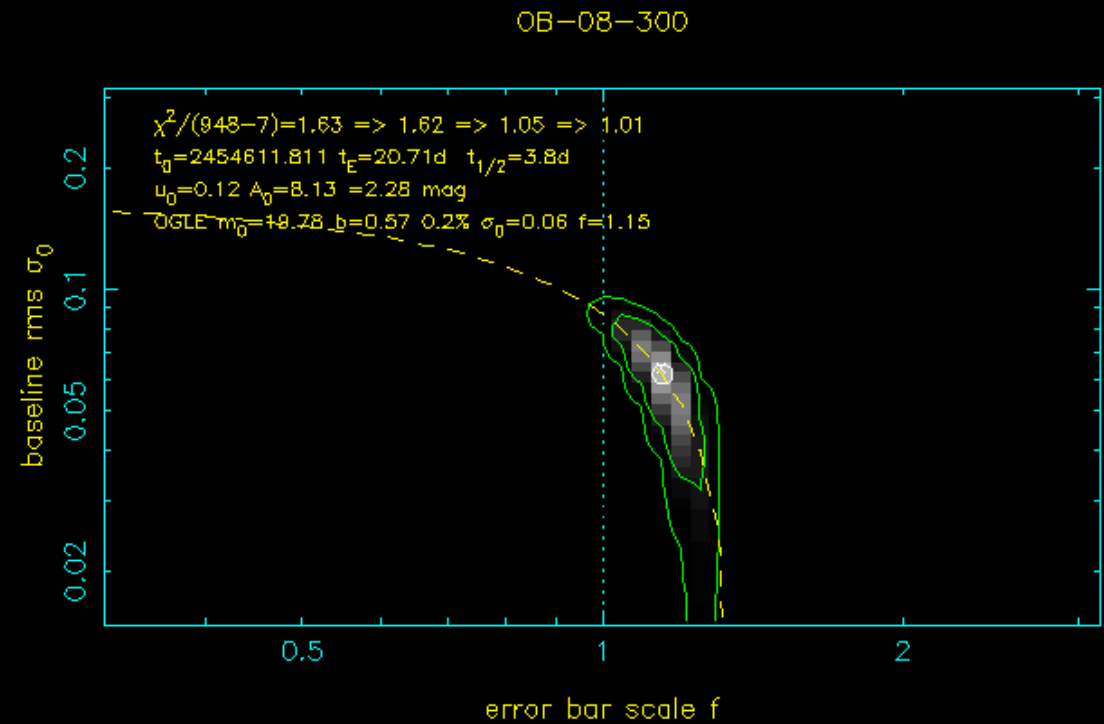 OB-08-300
χ²/(948-7)=1.63 => 1.62 => 1.05 => 1.01
t₀=2454611.811 t_E=20.71d t_1/2=3.8d
u₀=0.12 A₀=8.13 =2.28 mag
OGLE m₀=19.78 b=0.57 0.2% σ₀=0.06 f=1.15
baseline rms σ₀
0.2
0.1
0.05
0.02
0.5
1
2
error bar scale f